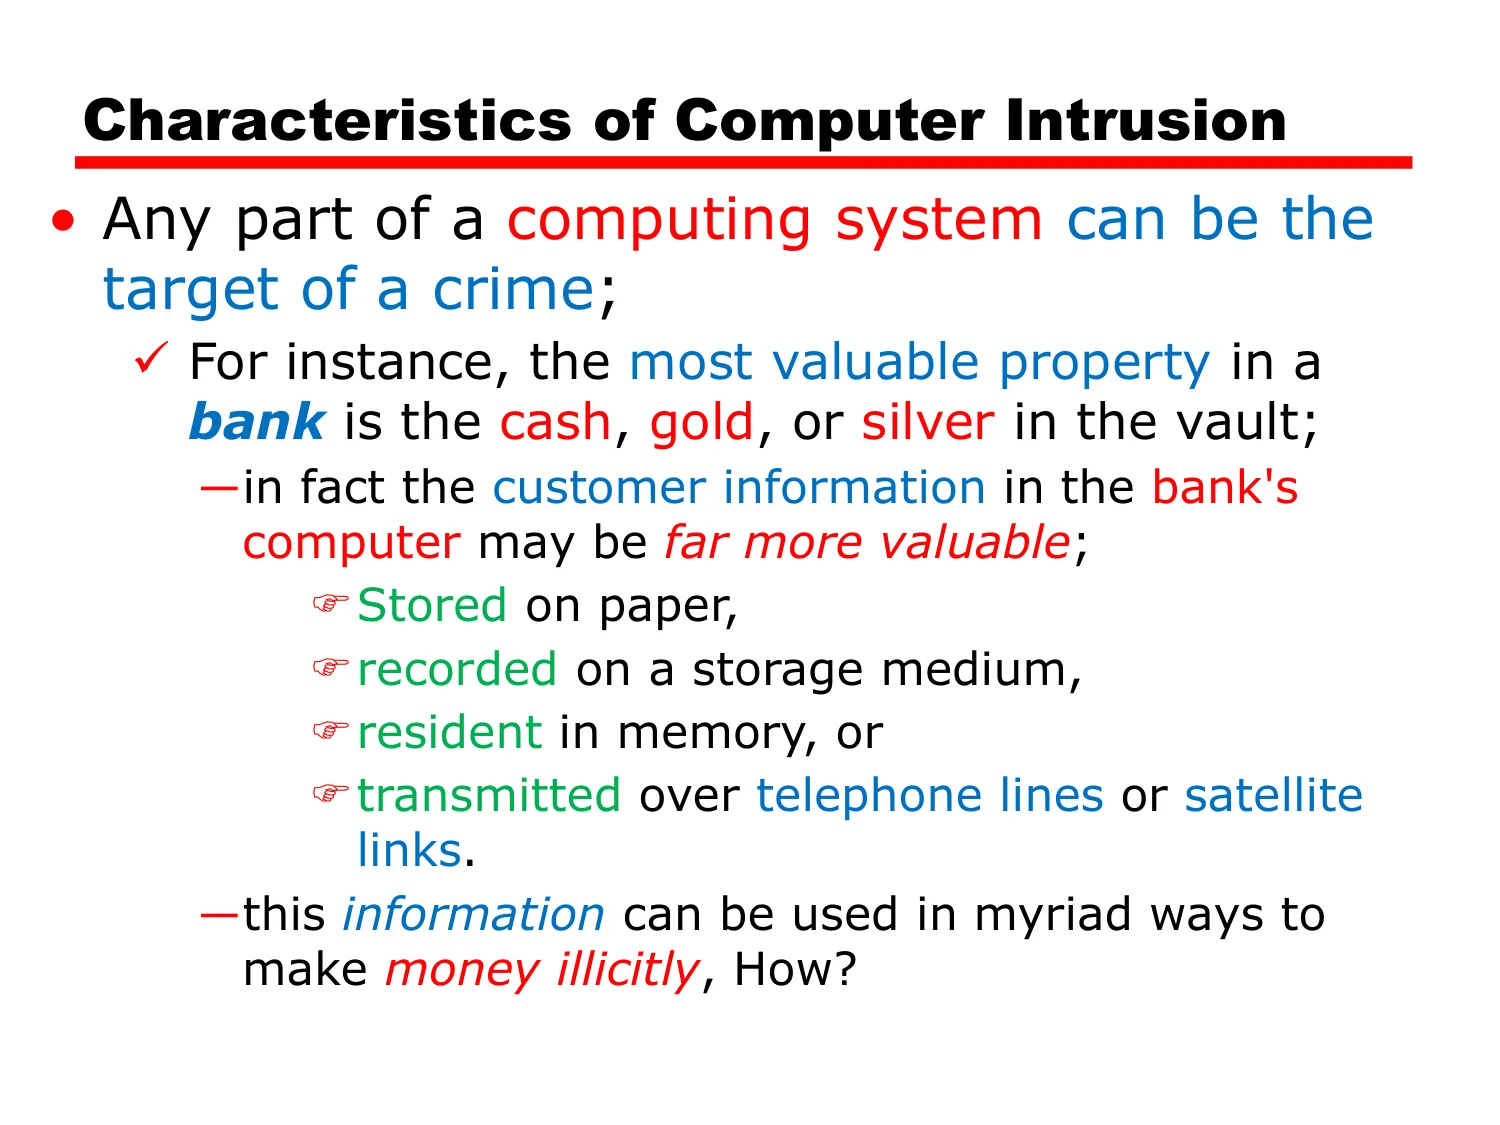 Characteristics of Computer Intrusion
• Any part of a computing system can be the
target of a crime;
✓ For instance, the most valuable property in a
bank is the cash, gold, or silver in the vault;
—in fact the customer information in the bank's
computer may be far more valuable;
☞Stored on paper,
☞recorded on a storage medium,
☞resident in memory, or
☞transmitted over telephone lines or satellite
links.
—this information can be used in myriad ways to
make money illicitly, How?